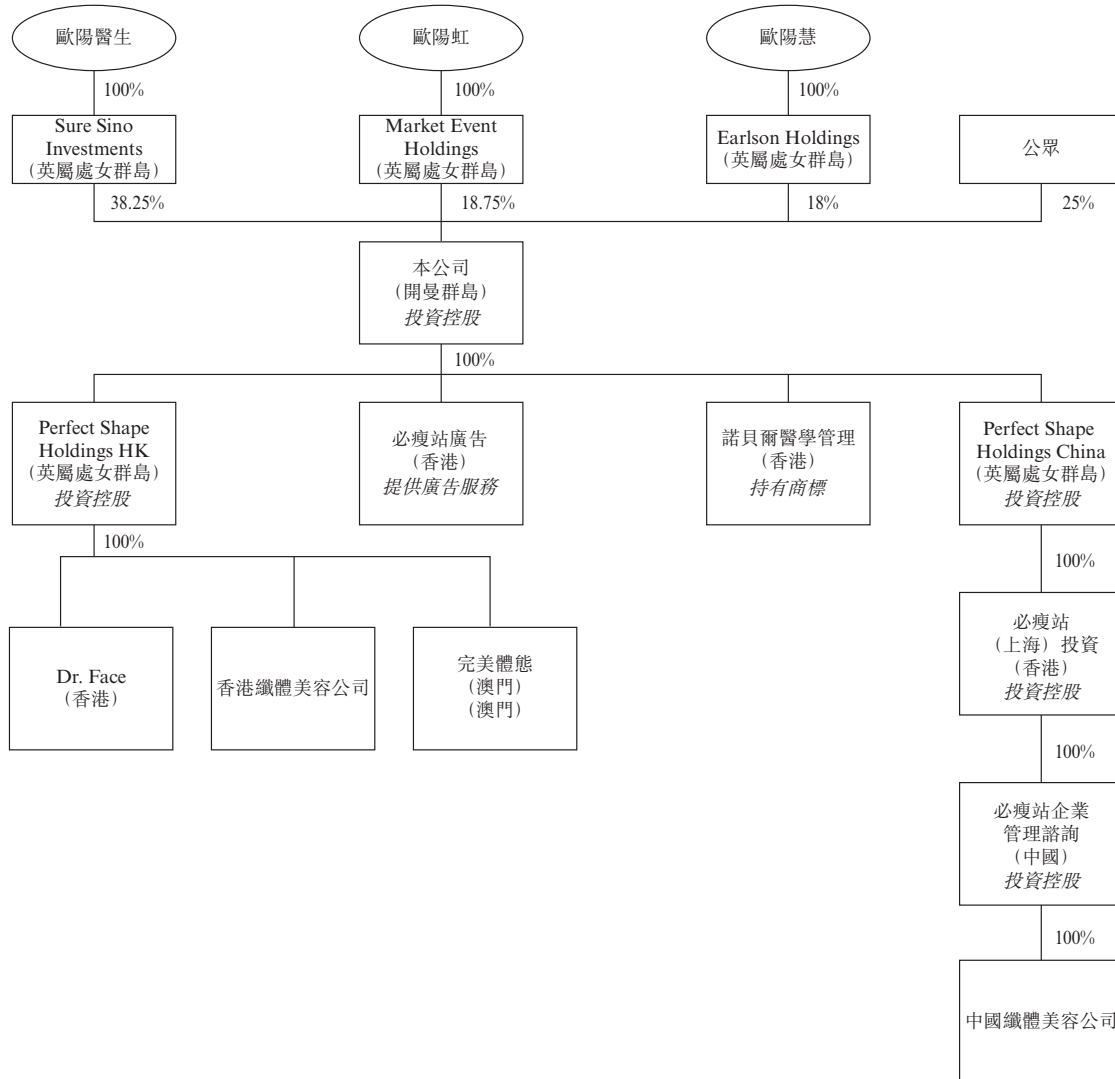 歐陽醫生
歐陽虹
歐陽慧
100%
100%
100%
Sure Sino
Investments
(英屬處女群島)
Market Event
Holdings
(英屬處女群島)
Earlson Holdings
(英屬處女群島)
公眾
38.25%
18.75%
18%
25%
本公司
(開曼群島)
投資控股
100%
Perfect Shape
Holdings HK
(英屬處女群島)
投資控股
必瘦站廣告
(香港)
提供廣告服務
諾貝爾醫學管理
(香港)
持有商標
Perfect Shape
Holdings China
(英屬處女群島)
投資控股
100%
100%
Dr. Face
(香港)
香港纖體美容公司
完美體態
(澳門)
(澳門)
必瘦站
(上海)投資
(香港)
投資控股
100%
必瘦站企業
管理諮詢
(中國)
投資控股
100%
中國纖體美容公司